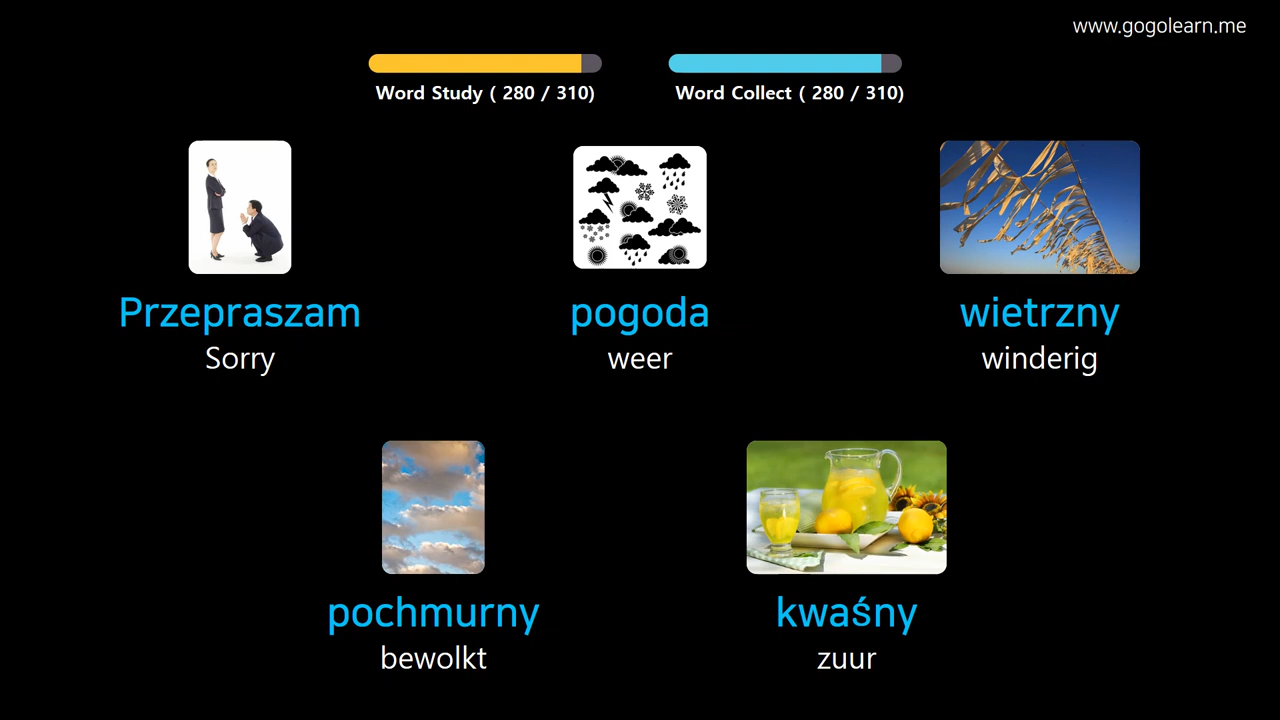 www.gogolearn.me
Word Study ( 280 / 310)
Word Collect ( 280 / 310)
Przepraszam
Sorry
pogoda
weer
wietrzny
winderig
pochmurny
bewolkt
kwaśny
zuur